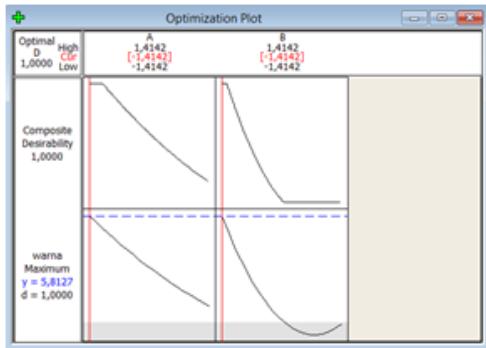 Optimization Plot
Optimal
D
1,0000
High
Cur
Low
A
1,4142
[-1,4142]
-1,4142
B
1,4142
[-1,4142]
-1,4142
Composite
Desirability
1,0000
warna
Maximum
y = 5,8127
d = 1,0000